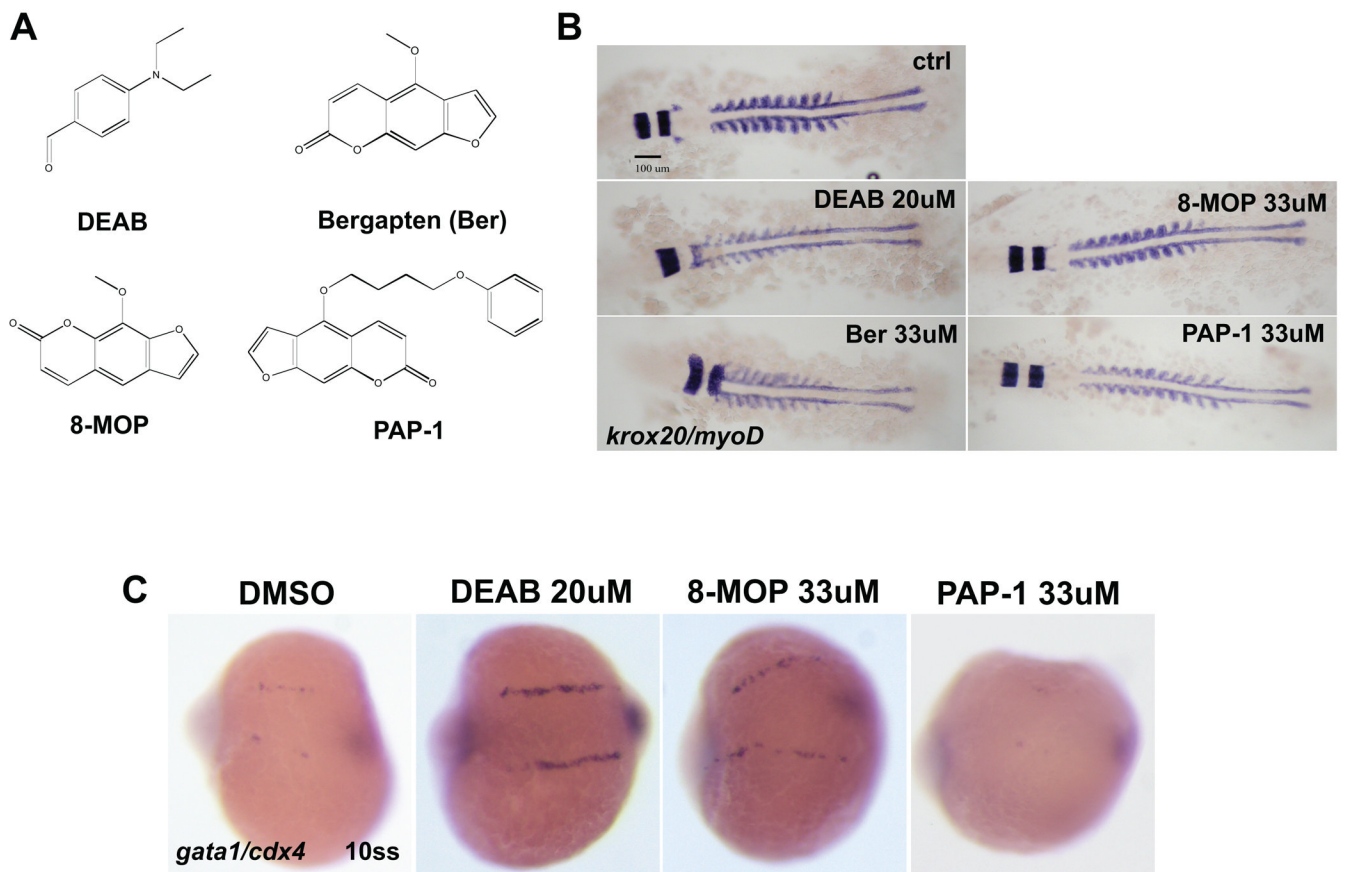 A
N
O
DEAB
O
O
O
O
Bergapten (Ber)
O
O
O
O
8-MOP
O
O
O
O
O
PAP-1
B
ctrl
100 um
DEAB 20uM
8-MOP 33uM
Ber 33uM
krox20/myoD
PAP-1 33uM
C
DMSO
DEAB 20uM
8-MOP 33uM
PAP-1 33uM
gata1/cdx4 10ss